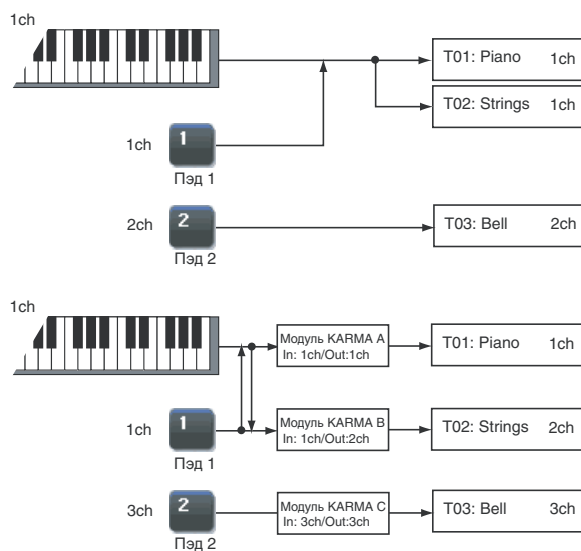 1ch
T01: Piano 1ch
T02: Strings 1ch
1ch 1
Пэд 1
2ch 2 T03: Bell 2ch
Пэд 2
1ch
Модуль KARMA A
In: 1ch/Out:1ch
T01: Piano 1ch
1ch 1
Пэд 1
Модуль KARMA B
In: 1ch/Out:2ch
T02: Strings 2ch
3ch 2
Пэд 2
Модуль KARMA C
In: 3ch/Out:3ch
T03: Bell 3ch